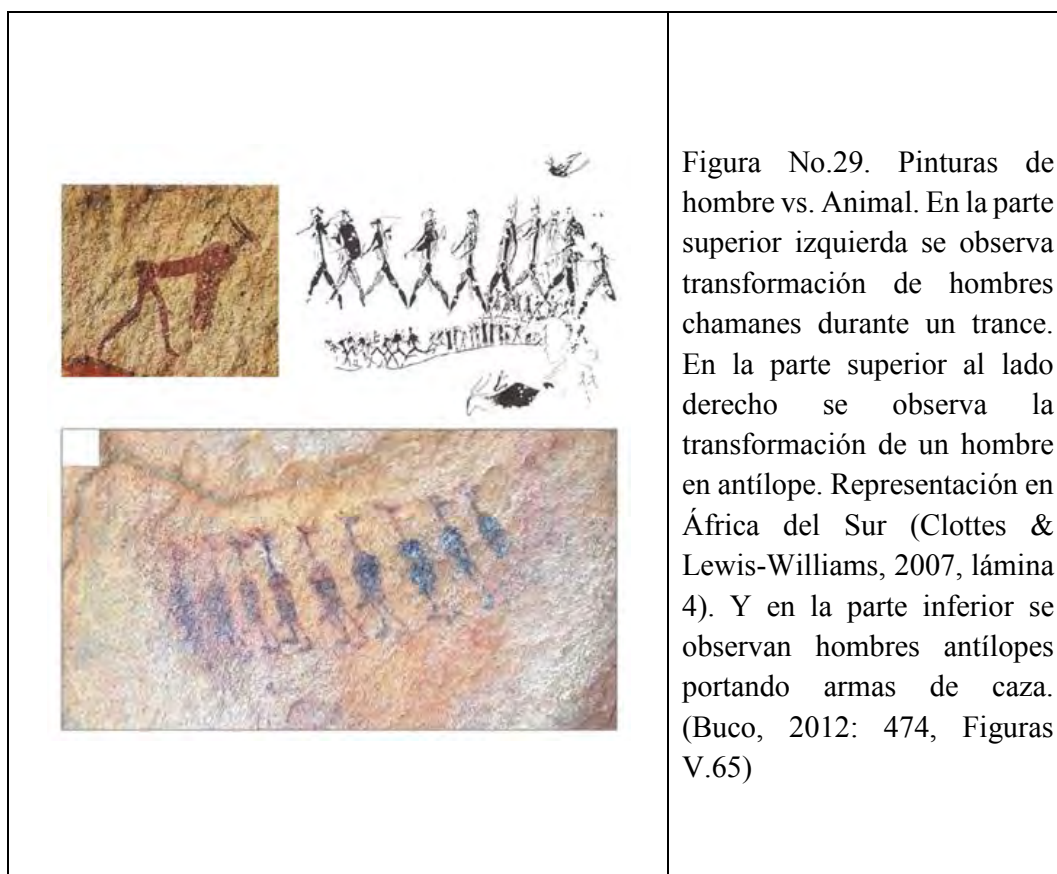 Figura No.29. Pinturas de
hombre vs. Animal. En la parte
superior izquierda se observa
transformación de hombres
chamanes durante un trance.
En la parte superior al lado
derecho se observa la
transformación de un hombre
en antílope. Representación en
África del Sur (Clottes &
Lewis-Williams, 2007, lámina
4). Y en la parte inferior se
observan hombres antílopes
portando armas de caza.
(Buco, 2012: 474, Figuras
V.65)